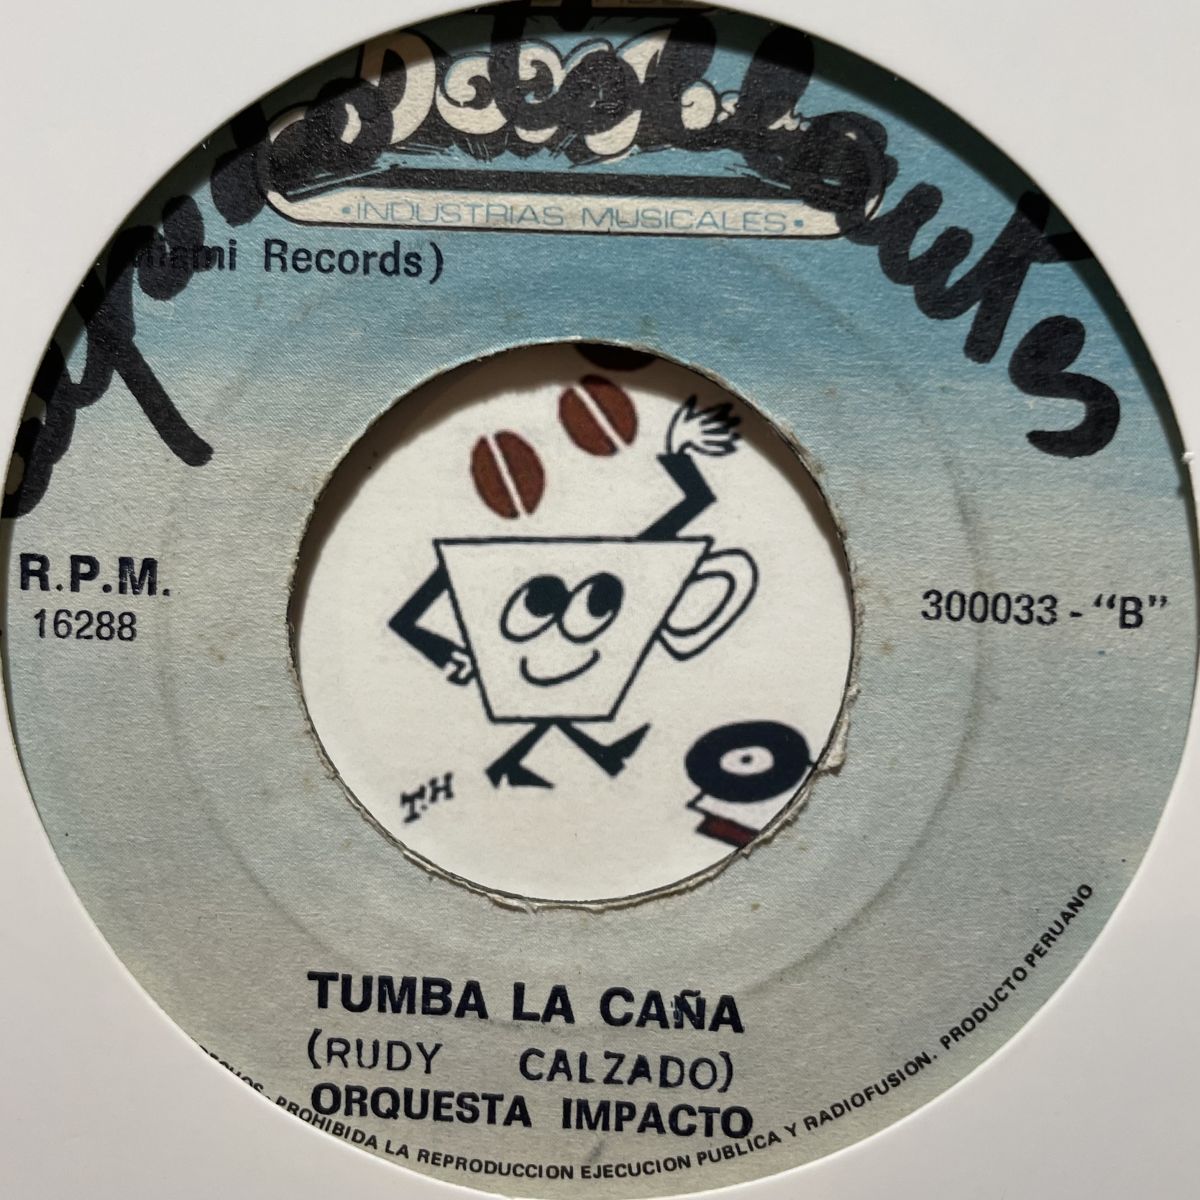 ·INDUSTRIAS MUSICALES·
Miami Records)
R.P.M.
16288
300033 - "B"
T.H
TUMBA LA CAÑA
(RUDY CALZADO)
ORQUESTA IMPACTO
PROHIBIDA LA REPRODUCCION EJECUCION PUBLICA Y RADIOFUSION. PRODUCTO PERUANO